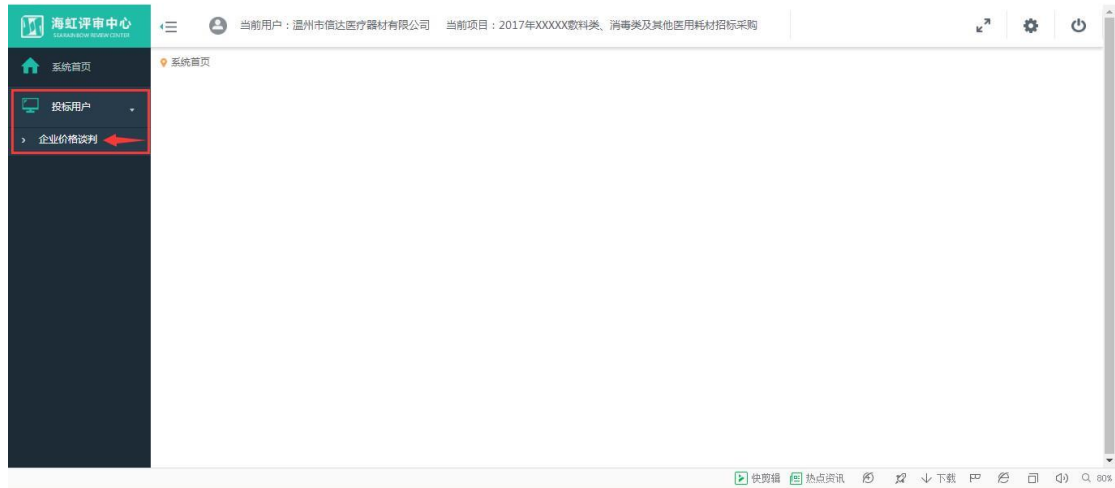 海虹评审中心
SEARAINBOW REVIEW CENTER
当前用户：温州市信达医疗器材有限公司 当前项目：2017年XXXXX敷料类、消毒类及其他医用耗材招标采购
系统首页
系统首页
投标用户
企业价格谈判
快剪辑 热点资讯 下载 80%